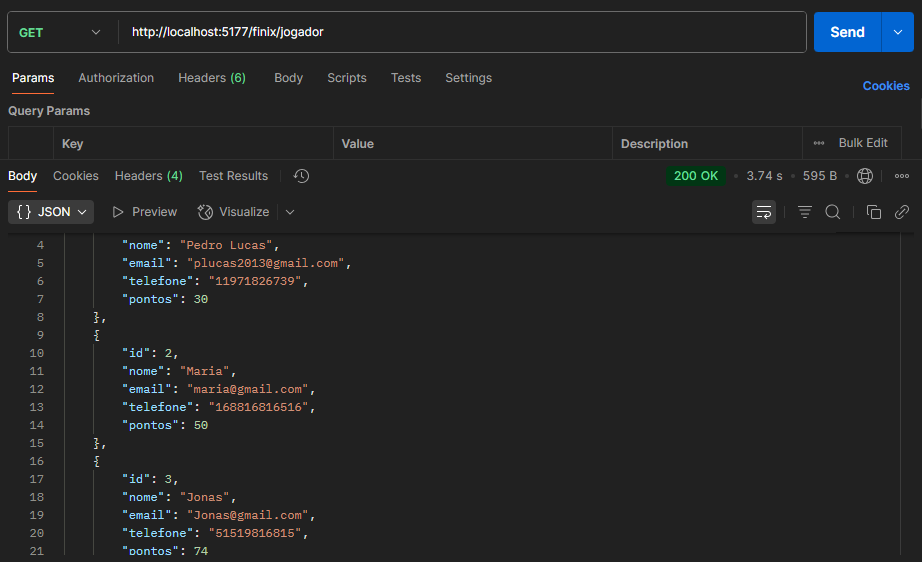 GET http://localhost:5177/finix/jogador Send
Params Authorization Headers (6) Body Scripts Tests Settings Cookies
Query Params
Key Value Description Bulk Edit
Body Cookies Headers (4) Test Results 200 OK • 3.74 s • 595 B
{} JSON Preview Visualize
4 "nome": "Pedro Lucas",
5 "email": "plucas2013@gmail.com",
6 "telefone": "11971826739",
7 "pontos": 30
8 },
9 {
10 "id": 2,
11 "nome": "Maria",
12 "email": "maria@gmail.com",
13 "telefone": "168816816516",
14 "pontos": 50
15 },
16 {
17 "id": 3,
18 "nome": "Jonas",
19 "email": "Jonas@gmail.com",
20 "telefone": "51519816815",
21 "pontos": 74